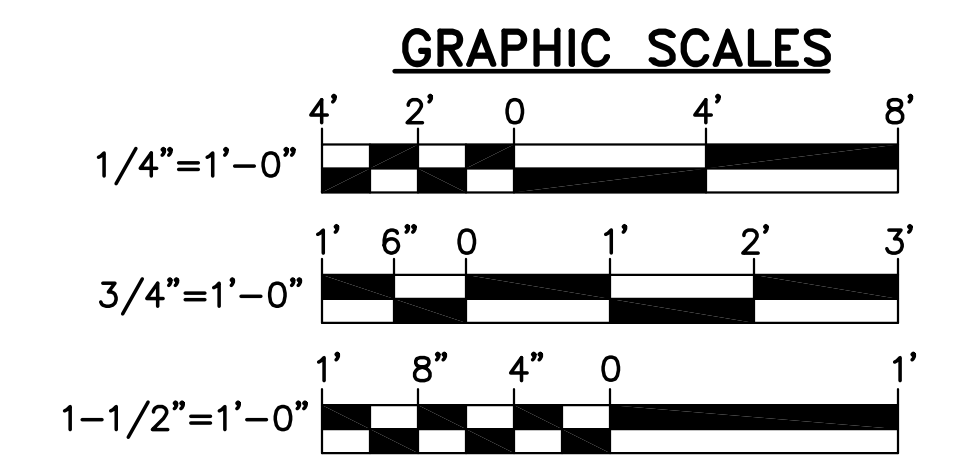 GRAPHIC SCALES
4' 2' 0 4' 8'
1/4"=1'-0"
1' 6" 0 1' 2' 3'
3/4"=1'-0"
1' 8" 4" 0 1'
1-1/2"=1'-0"